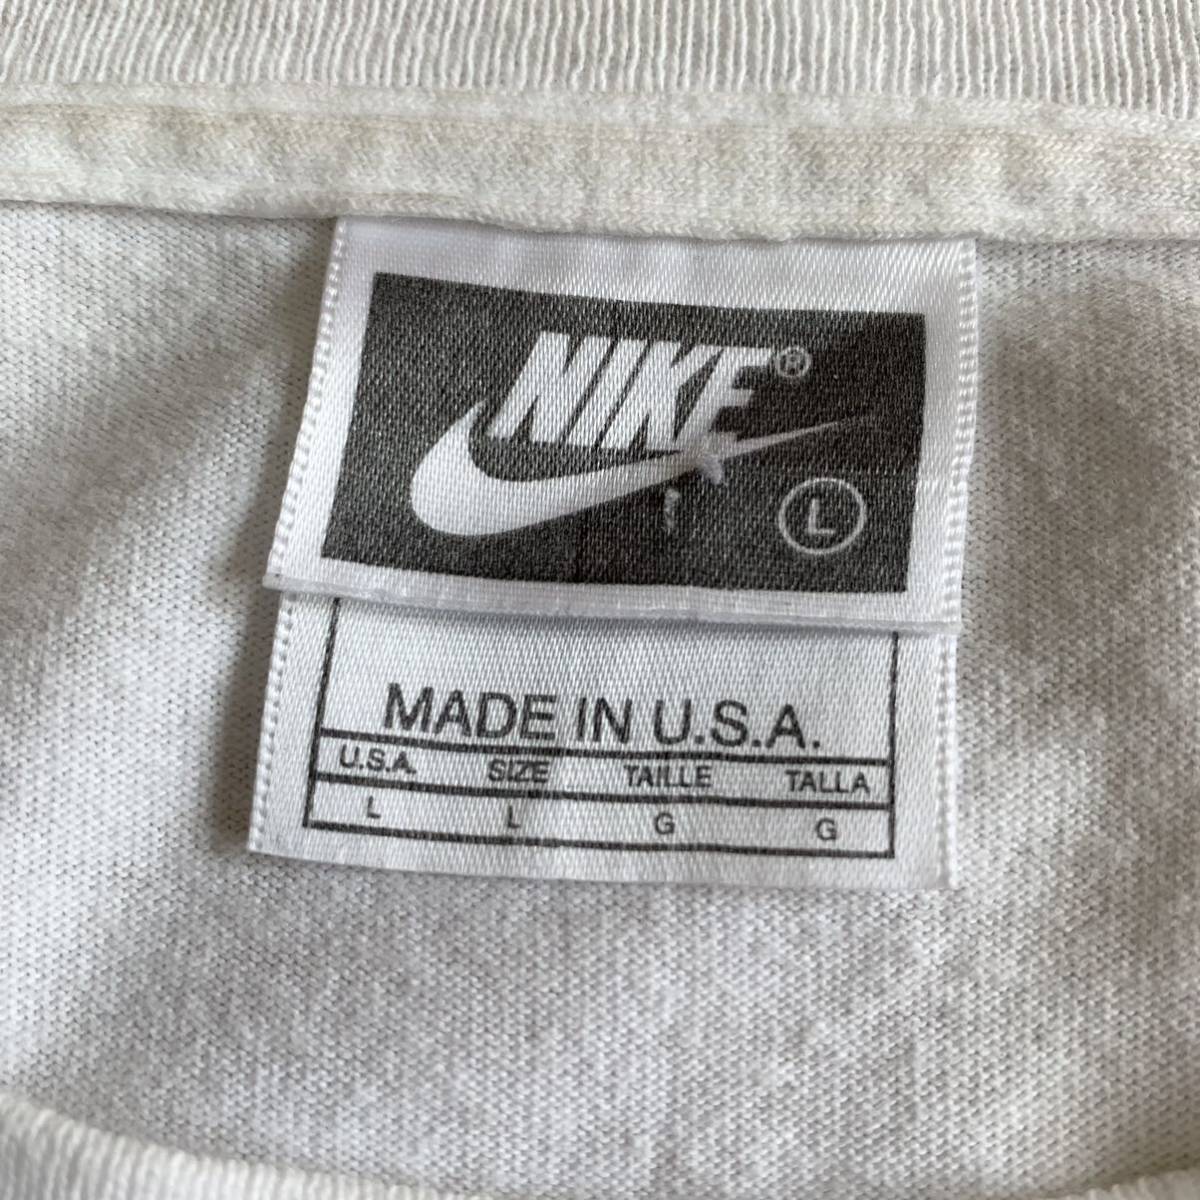 NIKE®
L
MADE IN U.S.A.
U.S.A. SIZE TAILLE TALLA
L L G G